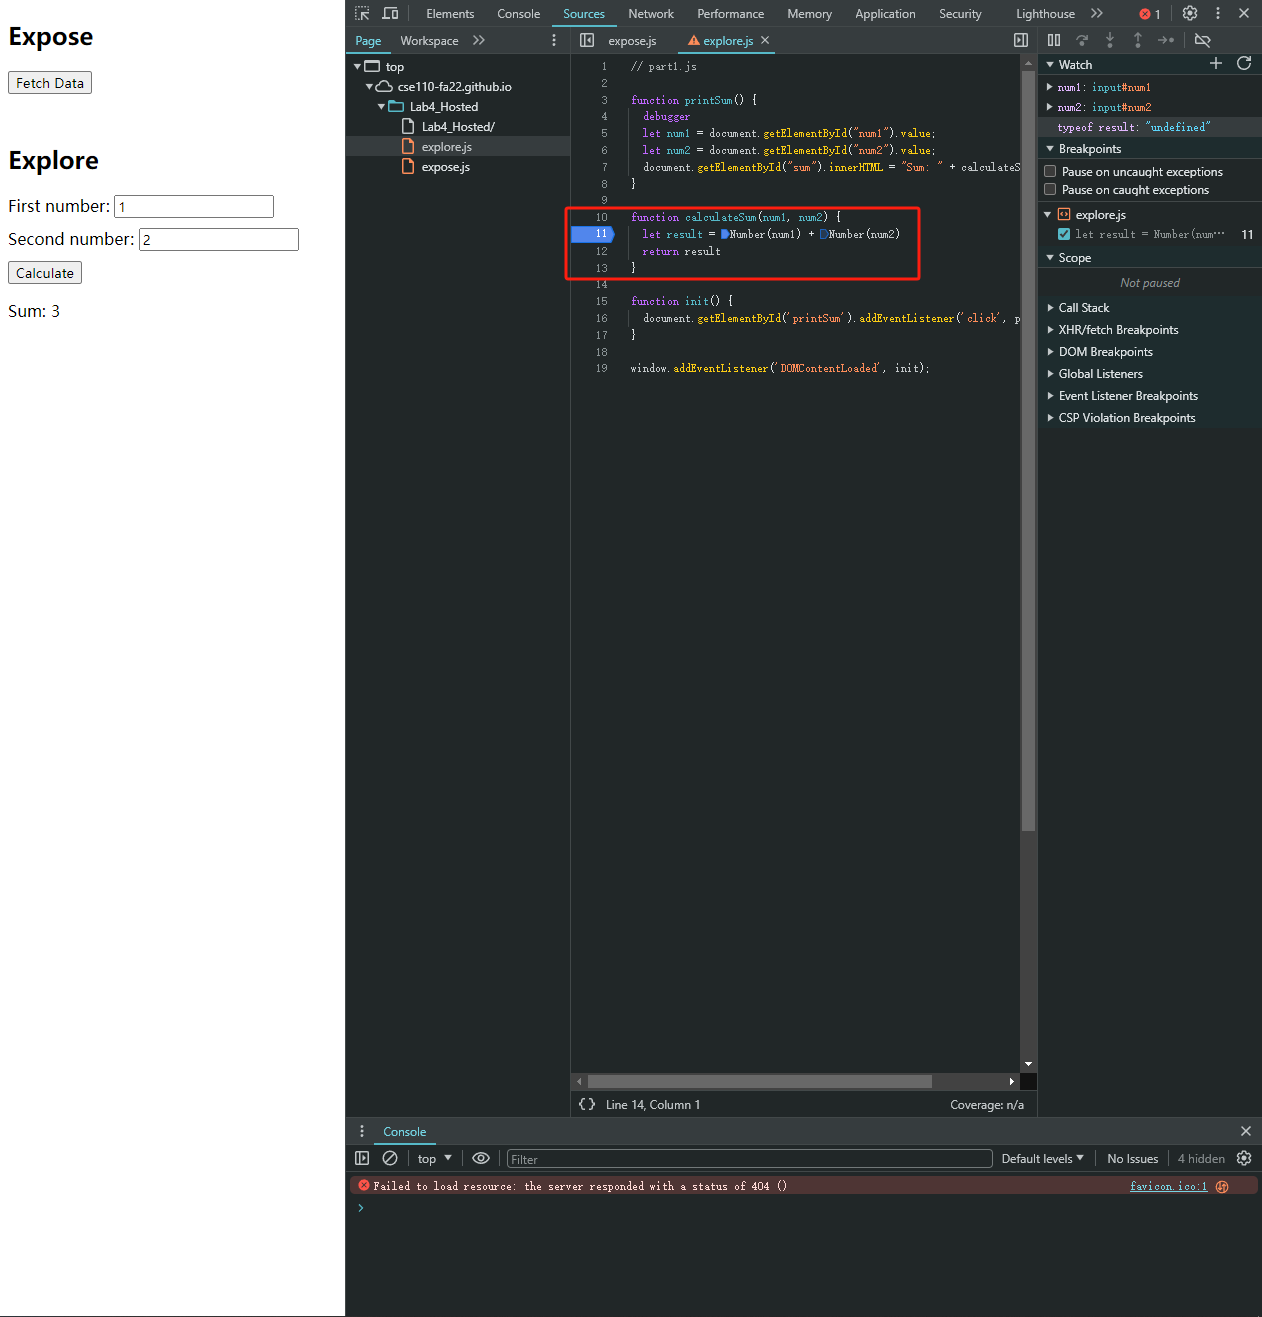 Expose
Fetch Data
Explore
First number: 1
Second number: 2
Calculate
Sum: 3
Elements Console Sources Network Performance Memory Application Security Lighthouse 1
Page Workspace
top
cse110-fa22.github.io
Lab4_Hosted
Lab4_Hosted/
explore.js
expose.js
expose.js explore.js
1 // part1.js
2
3 function printSum() {
4 debugger
5 let num1 = document.getElementById("num1").value;
6 let num2 = document.getElementById("num2").value;
7 document.getElementById("sum").innerHTML = "Sum: " + calculateS
8 }
9
10 function calculateSum(num1, num2) {
11 let result = Number(num1) + Number(num2)
12 return result
13 }
14
15 function init() {
16 document.getElementById('printSum').addEventListener('click', p
17 }
18
19 window.addEventListener('DOMContentLoaded', init);
{} Line 14, Column 1 Coverage: n/a
Watch
num1: input#num1
num2: input#num2
typeof result: "undefined"
Breakpoints
Pause on uncaught exceptions
Pause on caught exceptions
explore.js
let result = Number(num… 11
Scope
Not paused
Call Stack
XHR/fetch Breakpoints
DOM Breakpoints
Global Listeners
Event Listener Breakpoints
CSP Violation Breakpoints
Console
top Filter Default levels No Issues 4 hidden
Failed to load resource: the server responded with a status of 404 () favicon.ico:1